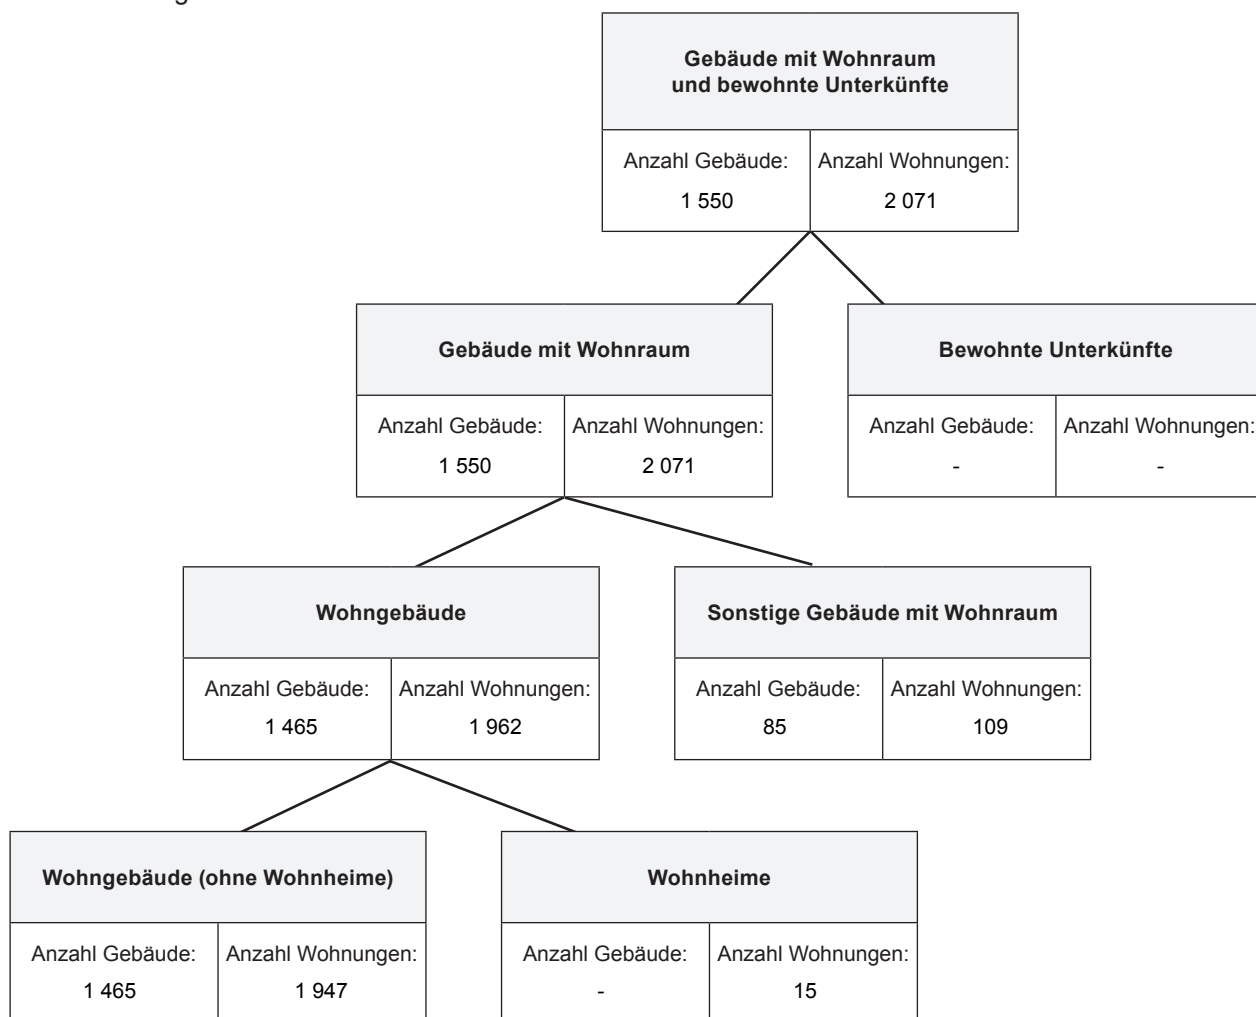 Gebäude mit Wohnraum
und bewohnte Unterkünfte
Anzahl Gebäude: Anzahl Wohnungen:
1 550 2 071
Gebäude mit Wohnraum Bewohnte Unterkünfte
Anzahl Gebäude: Anzahl Wohnungen: Anzahl Gebäude: Anzahl Wohnungen:
1 550 2 071 - -
Wohngebäude Sonstige Gebäude mit Wohnraum
Anzahl Gebäude: Anzahl Wohnungen: Anzahl Gebäude: Anzahl Wohnungen:
1 465 1 962 85 109
Wohngebäude (ohne Wohnheime) Wohnheime
Anzahl Gebäude: Anzahl Wohnungen: Anzahl Gebäude: Anzahl Wohnungen:
1 465 1 947 - 15